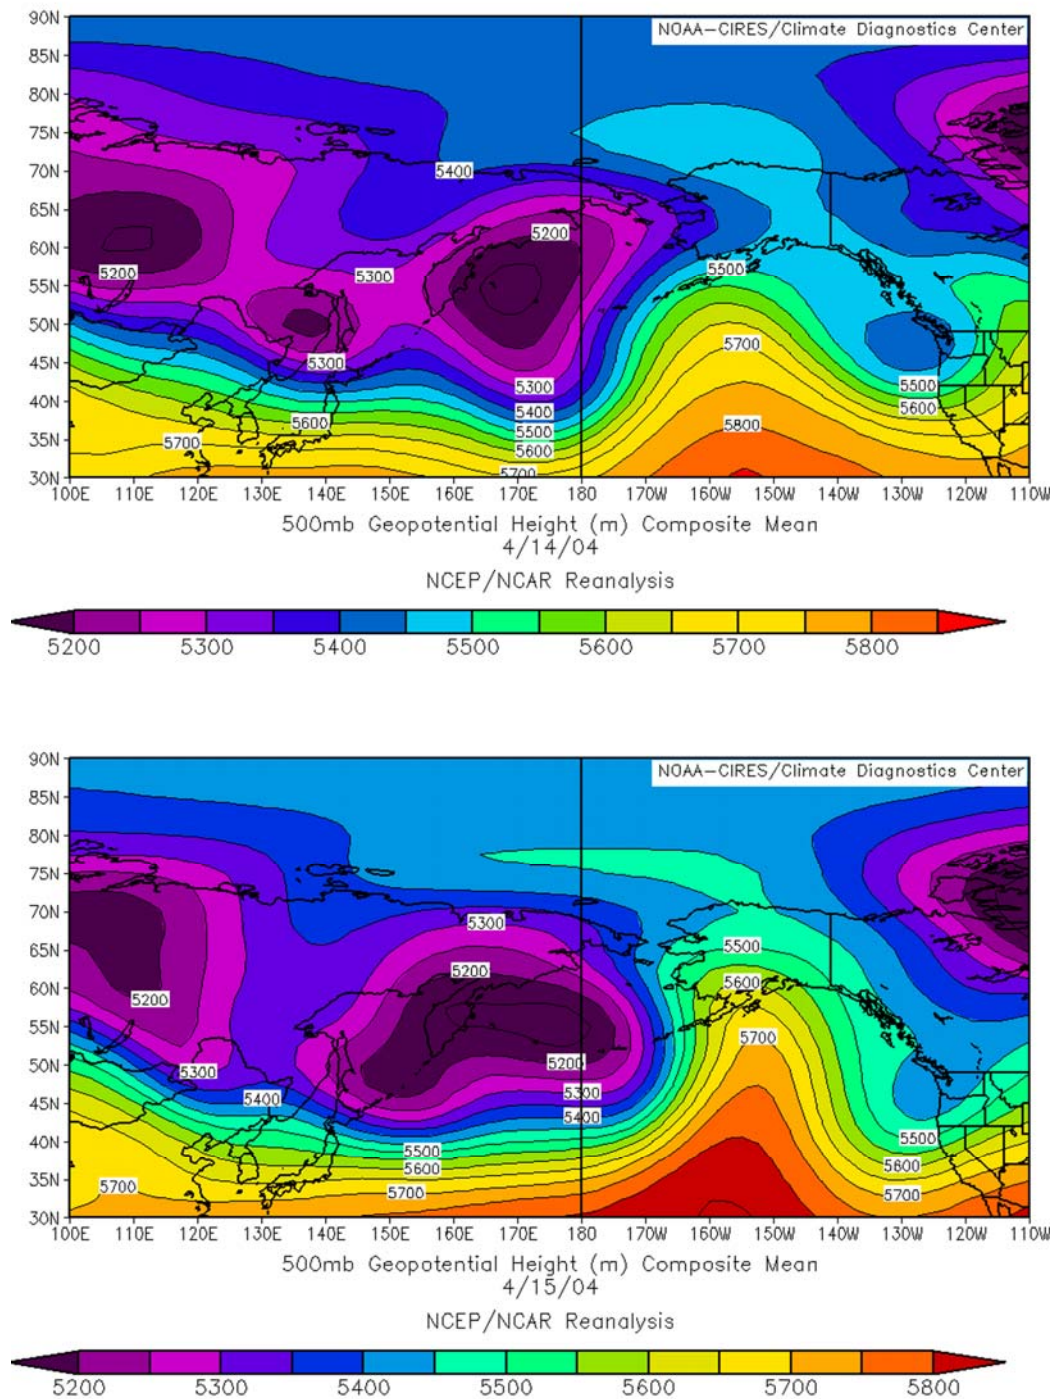 90N
NOAA-CIRES/Climate Diagnostics Center
85N
80N
75N
70N
5400
65N
5200
60N
5200
5300
5500
55N
50N
5300
5700
45N
5300
5500
40N
5400
5600
5600
5500
5800
35N
5700
5600
5700
30N
100E 110E 120E 130E 140E 150E 160E 170E 180 170W 160W 150W 140W 130W 120W 110W
500mb Geopotential Height (m) Composite Mean
4/14/04
NCEP/NCAR Reanalysis
5200 5300 5400 5500 5600 5700 5800
90N
NOAA-CIRES/Climate Diagnostics Center
85N
80N
75N
70N
5300
65N
5500
5200
60N
5600
5200
55N
5700
50N
5200
5300
5300
45N
5400
5400
40N
5500
5500
5600
5600
35N
5700
5700
5700
30N
100E 110E 120E 130E 140E 150E 160E 170E 180 170W 160W 150W 140W 130W 120W 110W
500mb Geopotential Height (m) Composite Mean
4/15/04
NCEP/NCAR Reanalysis
5200 5300 5400 5500 5600 5700 5800